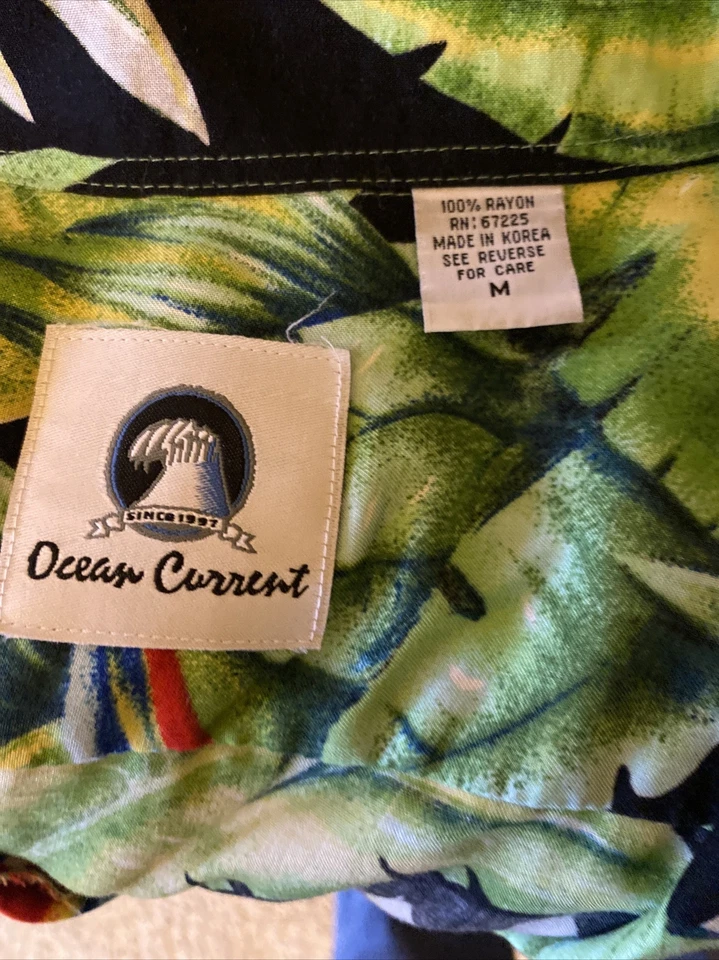 100% RAYON
RN: 67225
MADE IN KOREA
SEE REVERSE
FOR CARE
M
SINCE 1997
Ocean Current